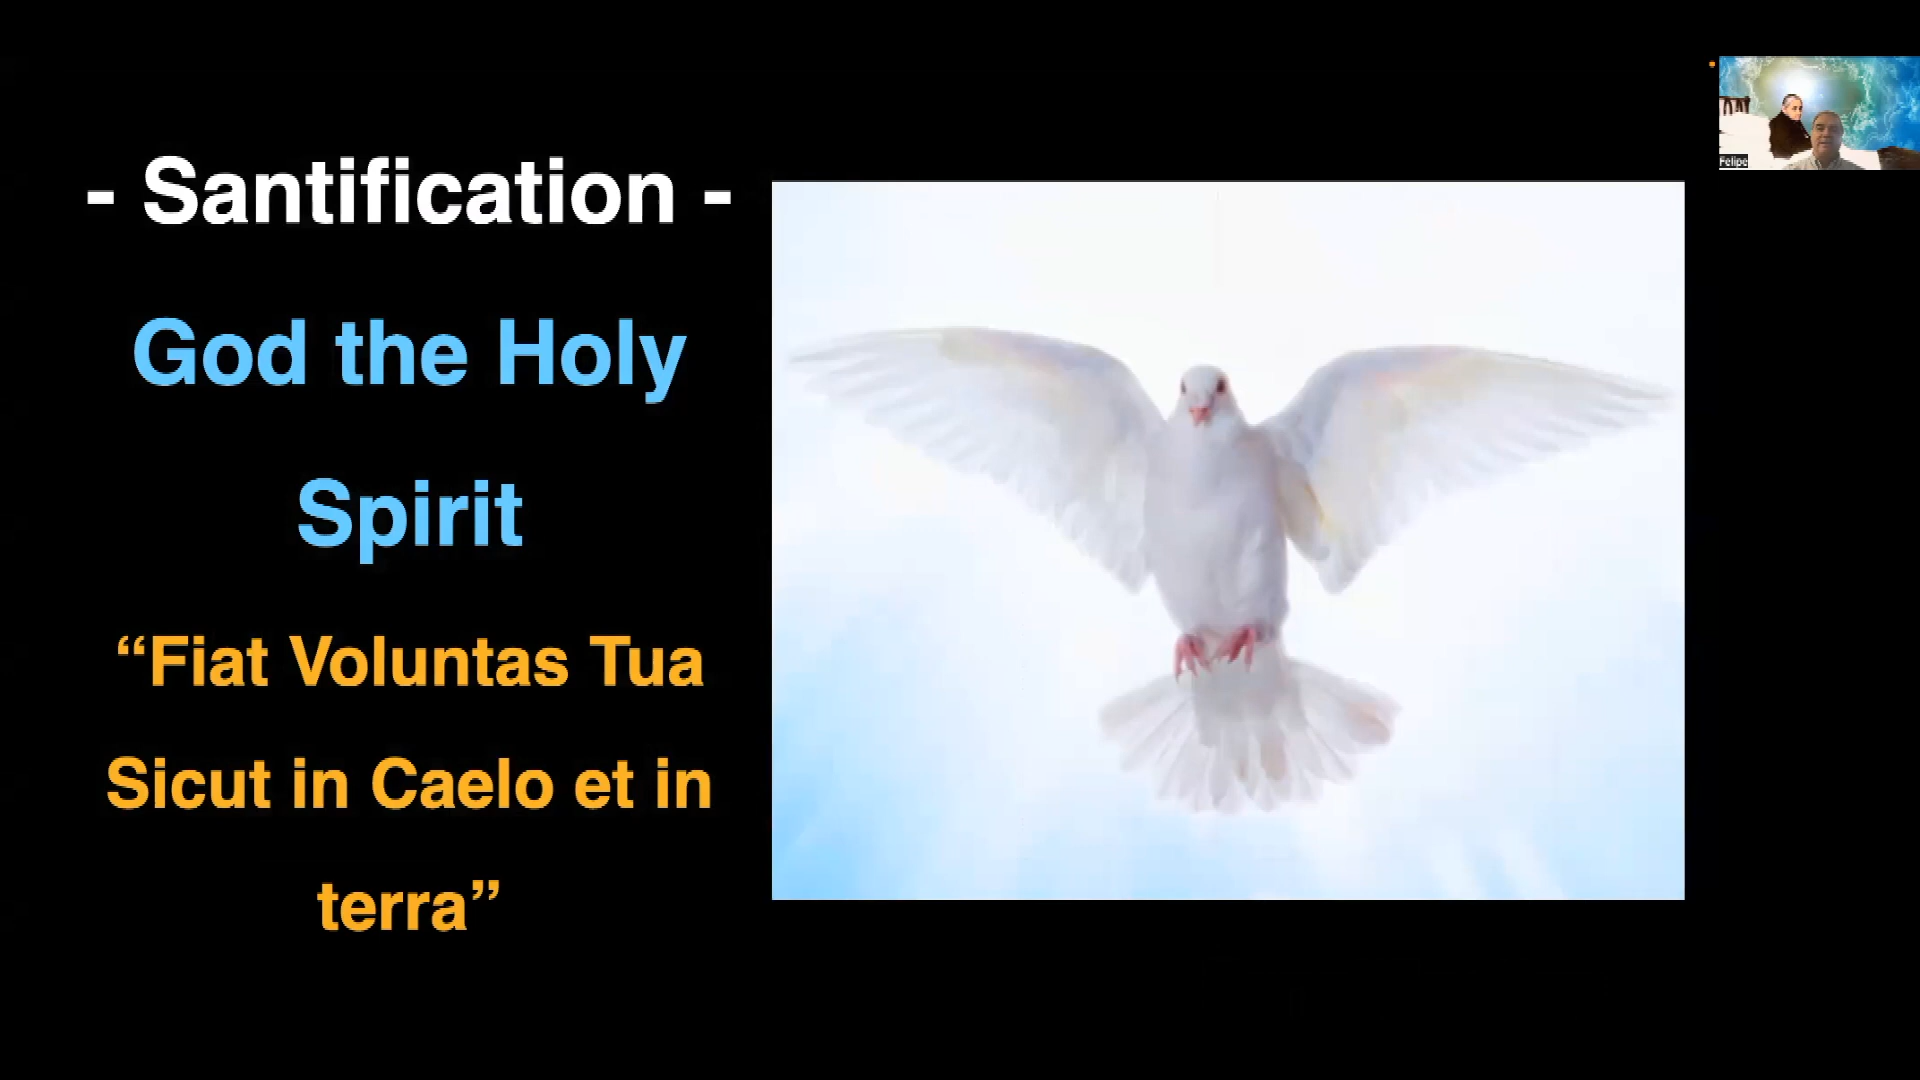 - Santification -
God the Holy
Spirit
“Fiat Voluntas Tua
Sicut in Caelo et in
terra”
Felipe